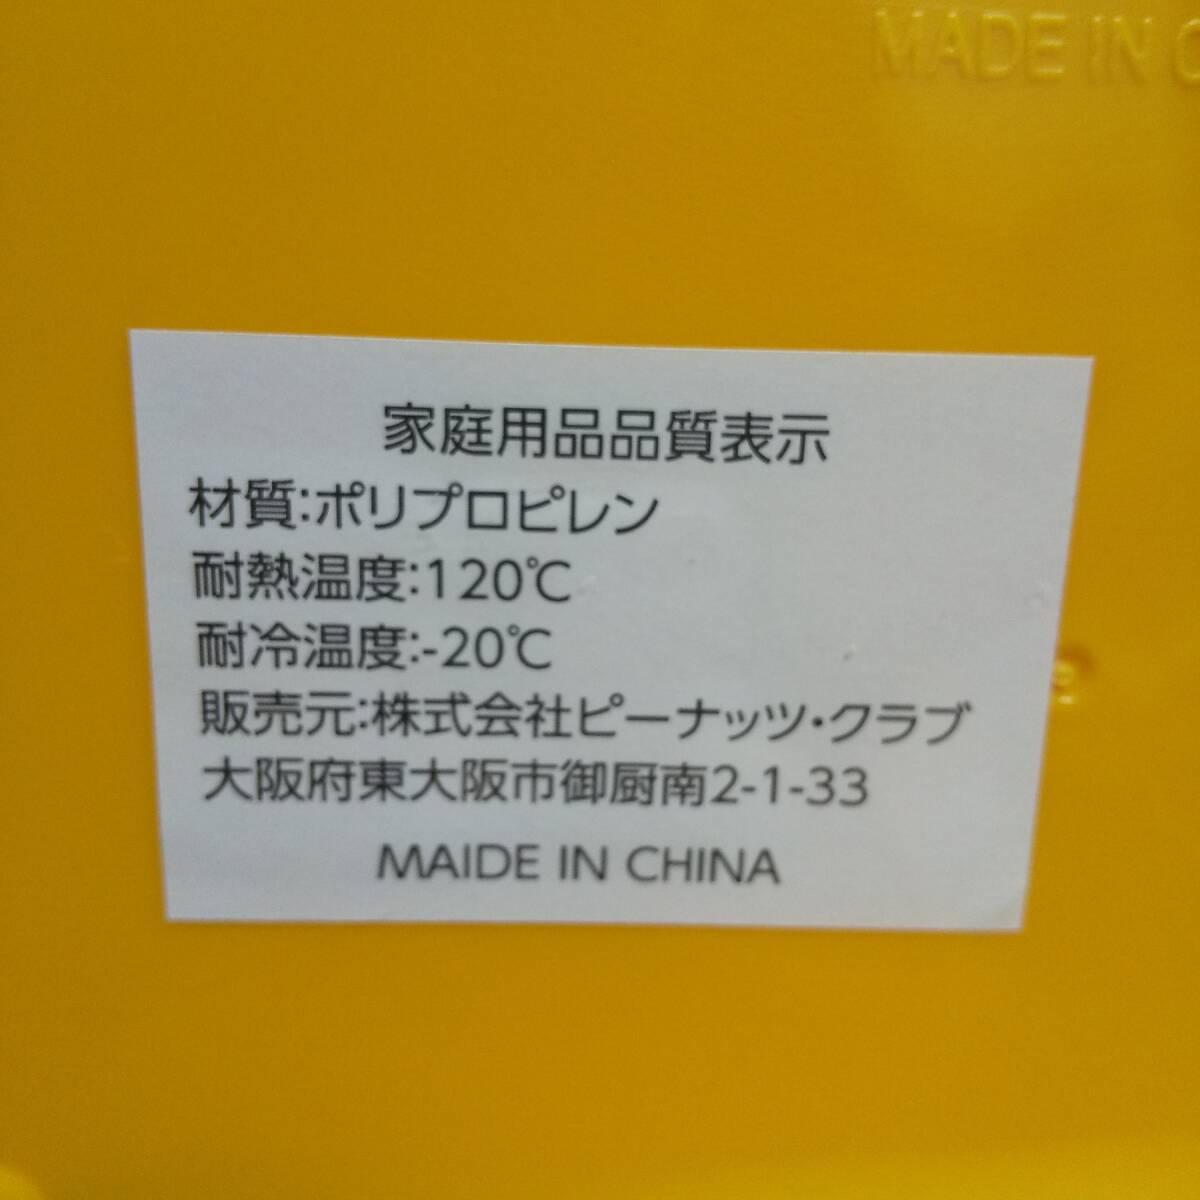 MADE IN C
家庭用品品質表示
材質:ポリプロピレン
耐熱温度:120℃
耐冷温度:-20℃
販売元:株式会社ピーナッツ・クラブ
大阪府東大阪市御厨南2-1-33
MAIDE IN CHINA